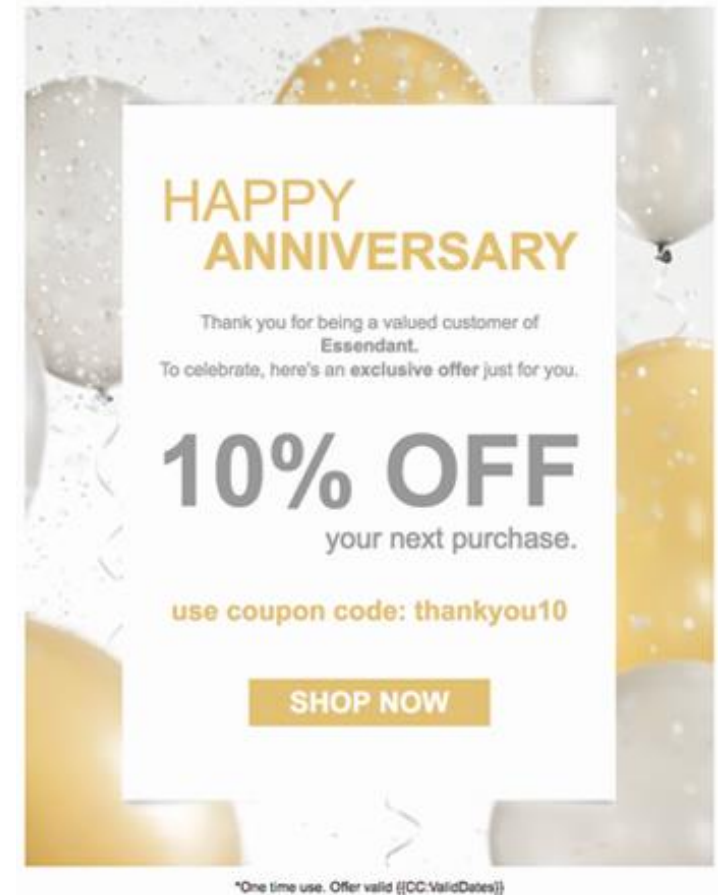 HAPPY
ANNIVERSARY
Thank you for being a valued customer of
Essendant.
To celebrate, here's an exclusive offer just for you.
10% OFF
your next purchase.
use coupon code: thankyou10
SHOP NOW
*One time use. Offer valid {{CC:ValidDates}}